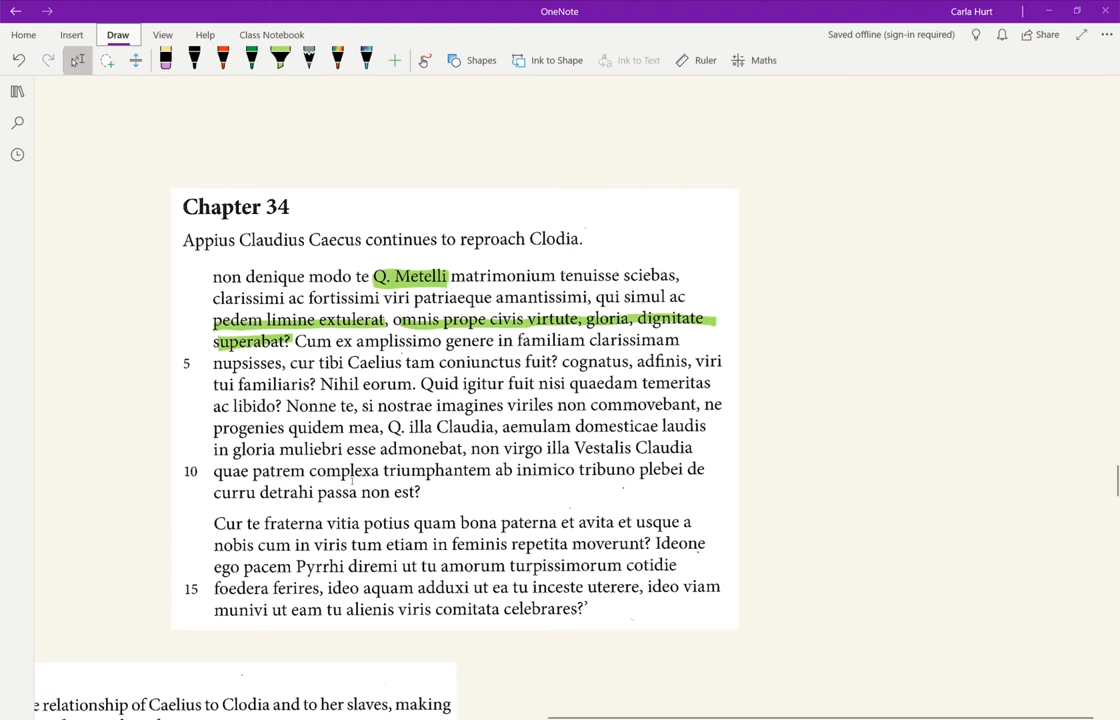 OneNote
Carla Hurt
Home Insert Draw View Help Class Notebook
Saved offline (sign-in required) Share
Shapes Ink to Shape Ink to Text Ruler Maths
Chapter 34
Appius Claudius Caecus continues to reproach Clodia.
non denique modo te Q. Metelli matrimonium tenuisse sciebas,
clarissimi ac fortissimi viri patriaeque amantissimi, qui simul ac
pedem limine extulerat, omnis prope civis virtute, gloria, dignitate
superabat? Cum ex amplissimo genere in familiam clarissimam
5 nupsisses, cur tibi Caelius tam coniunctus fuit? cognatus, adfinis, viri
tui familiaris? Nihil eorum. Quid igitur fuit nisi quaedam temeritas
ac libido? Nonne te, si nostrae imagines viriles non commovebant, ne
progenies quidem mea, Q. illa Claudia, aemulam domesticae laudis
in gloria muliebri esse admonebat, non virgo illa Vestalis Claudia
10 quae patrem complexa triumphantem ab inimico tribuno plebei de
curru detrahi passa non est?
Cur te fraterna vitia potius quam bona paterna et avita et usque a
nobis cum in viris tum etiam in feminis repetita moverunt? Ideone
ego pacem Pyrrhi diremi ut tu amorum turpissimorum cotidie
15 foedera ferires, ideo aquam adduxi ut ea tu inceste uterere, ideo viam
munivi ut eam tu alienis viris comitata celebrares?’
relationship of Caelius to Clodia and to her slaves, making